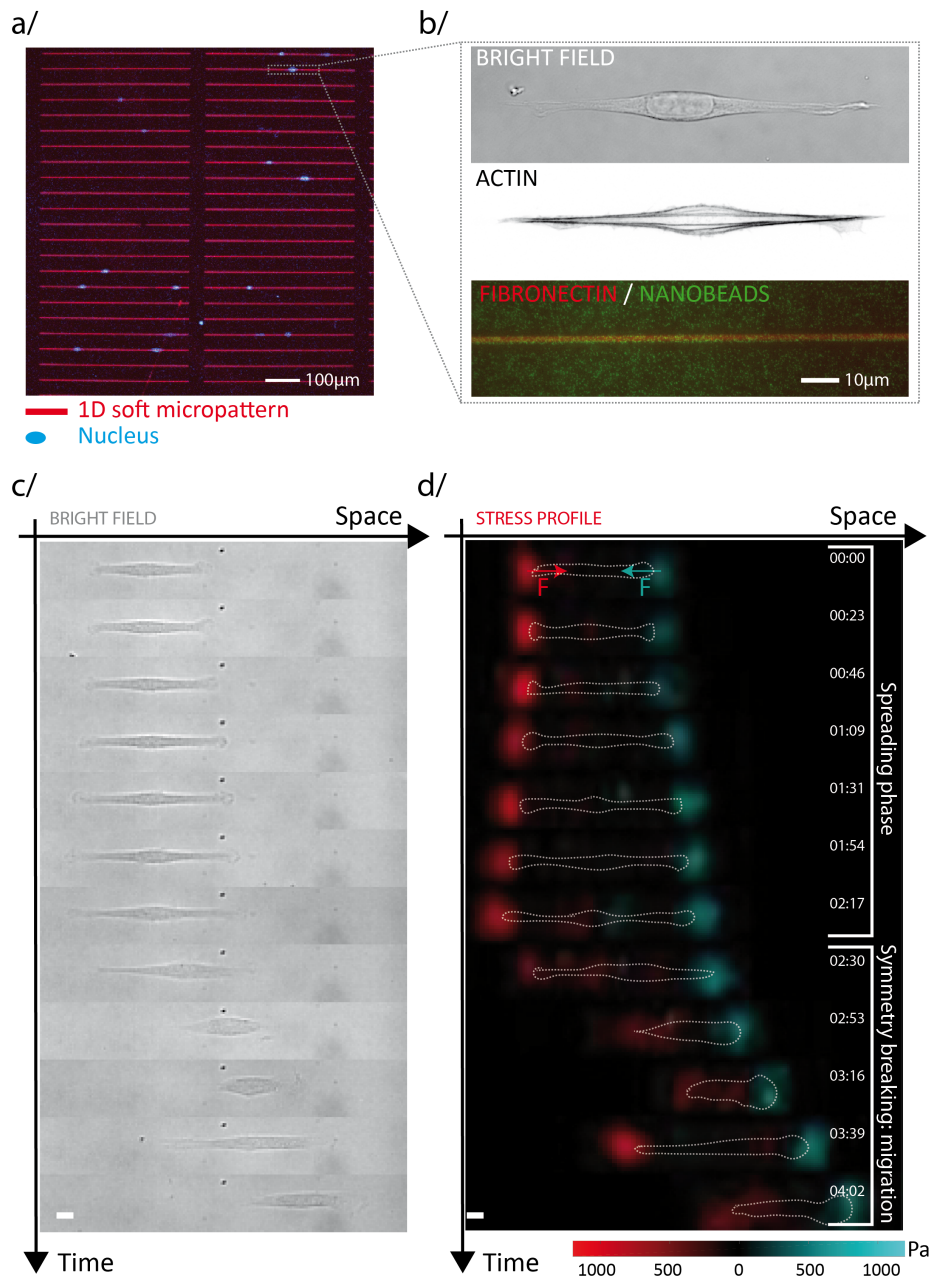 a/
100µm
1D soft micropattern
Nucleus
b/
BRIGHT FIELD
ACTIN
FIBRONECTIN / NANOBEADS
10µm
c/
BRIGHT FIELD
Space
Time
d/
STRESS PROFILE
Space
F F
00:00
00:23
00:46
01:09
01:31
01:54
02:17
02:30
02:53
03:16
03:39
04:02
Spreading phase
Symmetry breaking: migration
Time
Pa
1000 500 0 500 1000